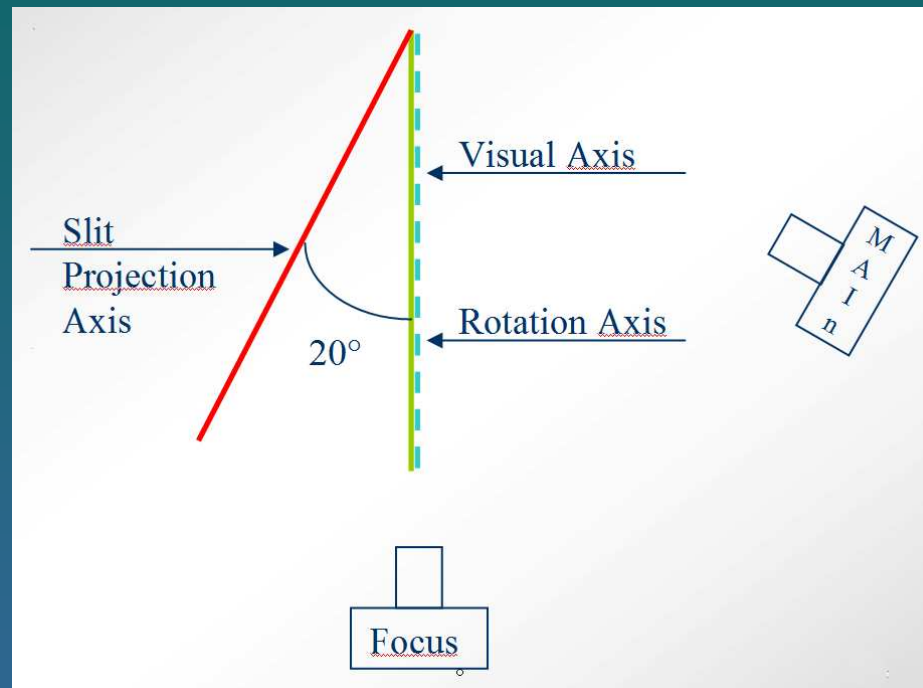 Visual Axis
Slit
Projection
Axis
20°
Rotation Axis
M
A
I
n
Focus